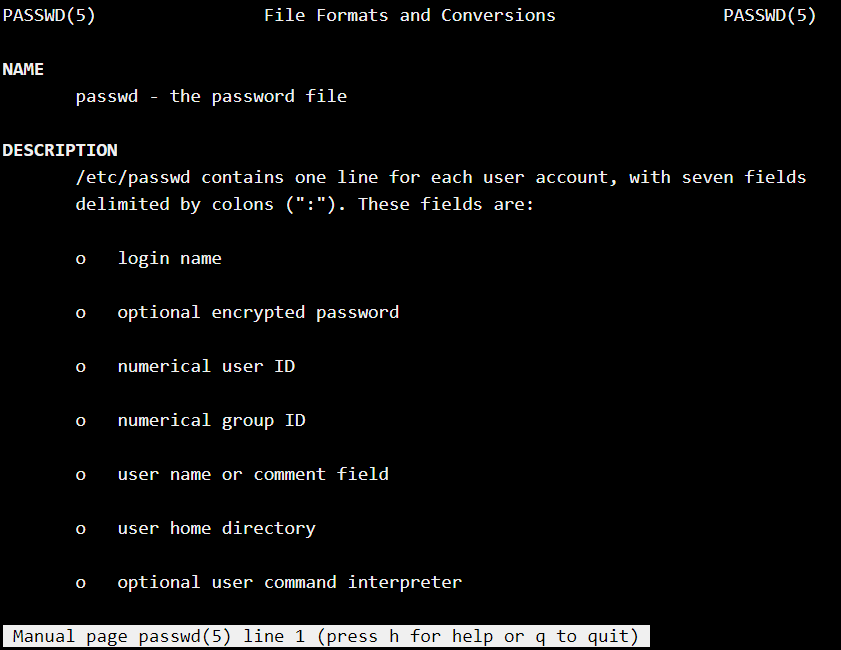 PASSWD(5) File Formats and Conversions PASSWD(5)
NAME
passwd - the password file
DESCRIPTION
/etc/passwd contains one line for each user account, with seven fields
delimited by colons (":"). These fields are:
o login name
o optional encrypted password
o numerical user ID
o numerical group ID
o user name or comment field
o user home directory
o optional user command interpreter
Manual page passwd(5) line 1 (press h for help or q to quit)